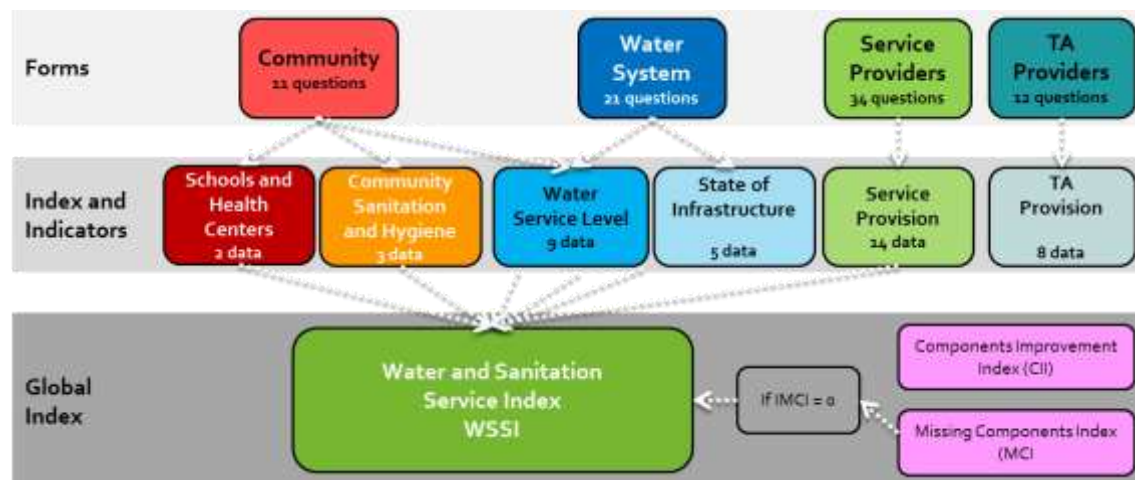 Forms
Community
11 questions
Water
System
21 questions
Service
Providers
34 questions
TA
Providers
12 questions
Index and
Indicators
Schools and
Health
Centers
2 data
Community
Sanitation
and Hygiene
3 data
Water
Service Level
9 data
State of
Infrastructure
5 data
Service
Provision
14 data
TA
Provision
8 data
Global
Index
Water and Sanitation
Service Index
WSSI
If IMCI = 0
Components Improvement
Index (CII)
Missing Components Index
(MCI